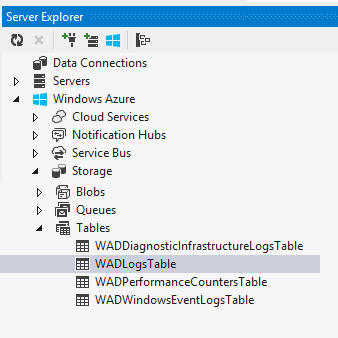 Server Explorer
Data Connections
Servers
Windows Azure
Cloud Services
Notification Hubs
Service Bus
Storage
Blobs
Queues
Tables
WADDiagnosticInfrastructureLogsTable
WADLogsTable
WADPerformanceCountersTable
WADWindowsEventLogsTable